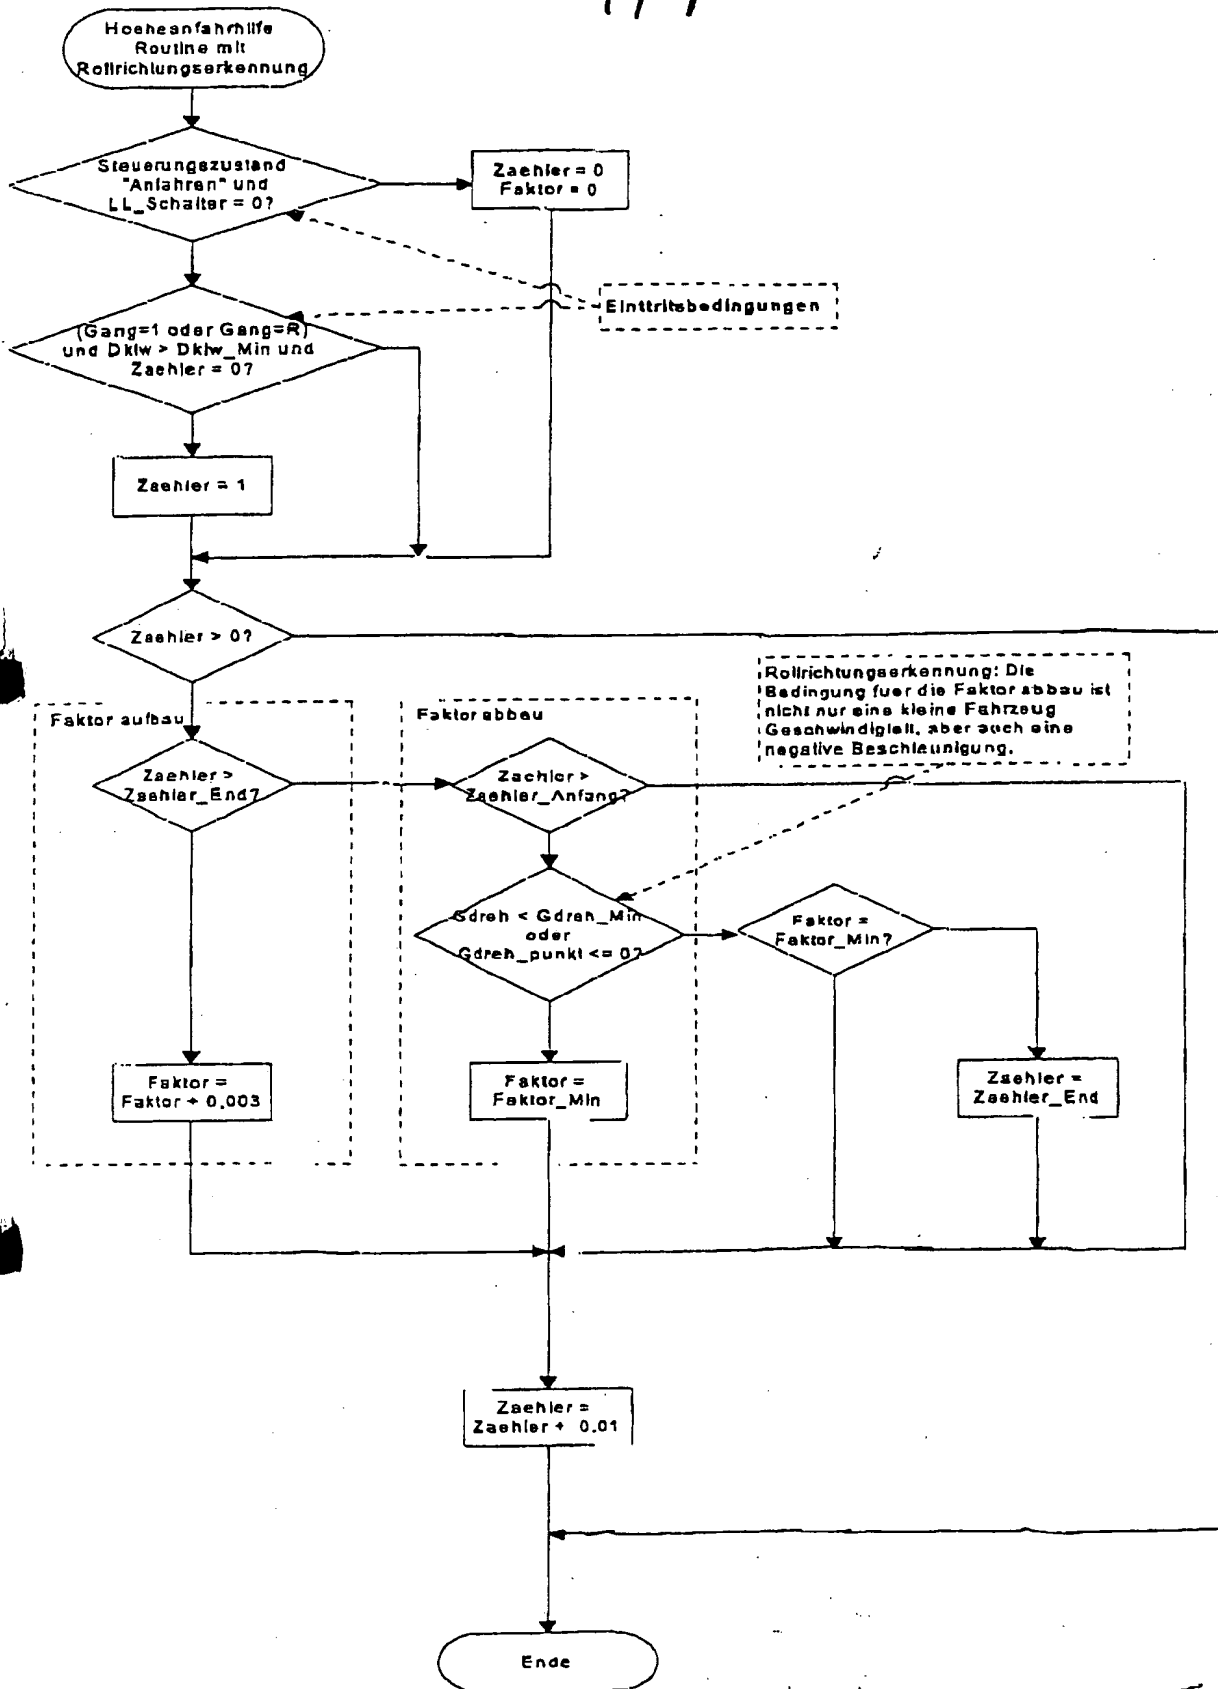 Hoeheanfahrhilfe
Routine mit
Rollrichtungserkennung
Steuerungszustand
"Anfahren" und
LL_Schalter = 0?
Zaehler = 0
Faktor = 0
Einttritsbedingungen
(Gang=1 oder Gang=R)
und Dklw > Dklw_Min und
Zaehler = 0?
Zaehler = 1
Zaehler > 0?
Rollrichtungserkennung: Die
Bedingung fuer die Faktor abbau ist
nicht nur eine kleine Fahrzeug
Geschwindigleit, aber auch eine
negative Beschleunigung.
Faktor aufbau
Faktor abbau
Zaehler >
Zaehler_End?
Zaehler >
Zaehler_Anfang?
Gdreh < Gdreh_Min
oder
Gdreh_punkt <= 0?
Faktor =
Faktor_Min?
Faktor =
Faktor + 0,003
Faktor =
Faktor_Min
Zaehler =
Zaehler_End
Zaehler =
Zaehler + 0.01
Ende